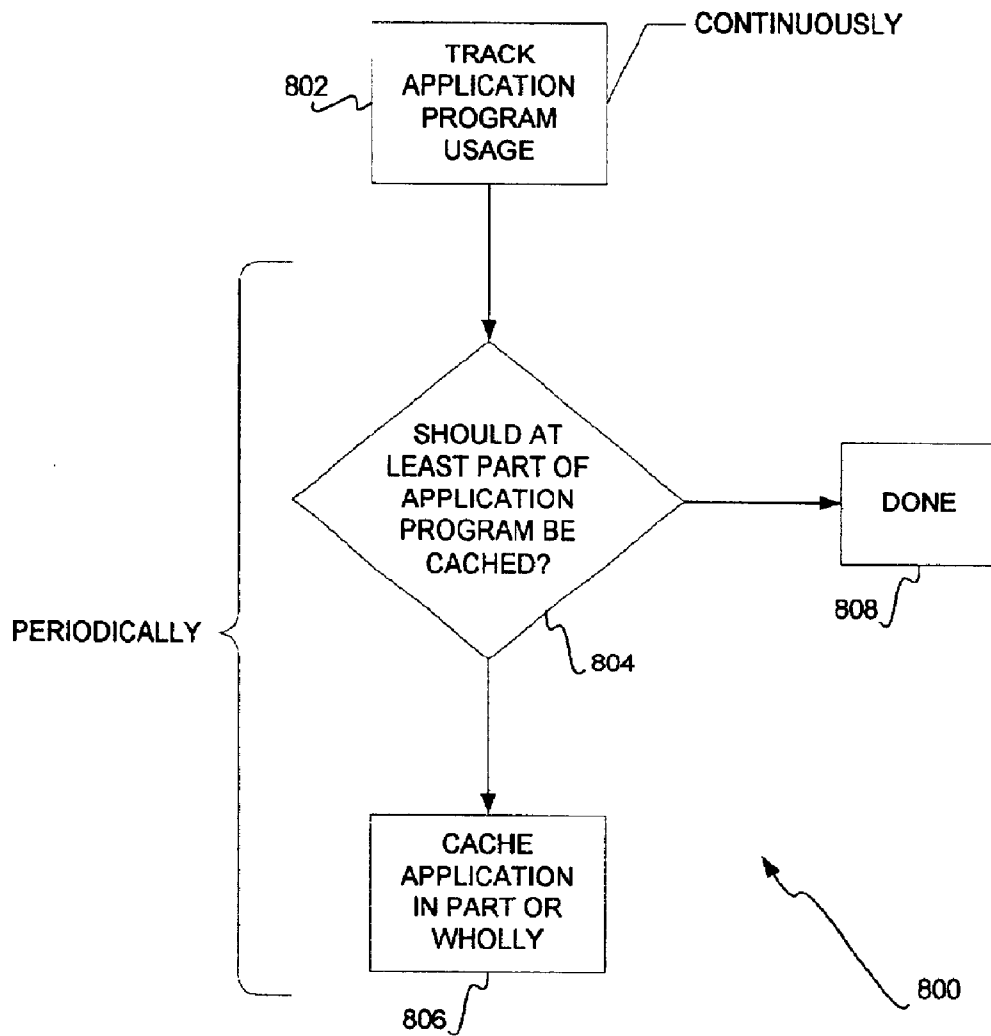 CONTINUOUSLY
TRACK
APPLICATION
PROGRAM
USAGE
802
SHOULD AT
LEAST PART OF
APPLICATION
PROGRAM BE
CACHED?
804
DONE
808
PERIODICALLY
CACHE
APPLICATION
IN PART OR
WHOLLY
806
800